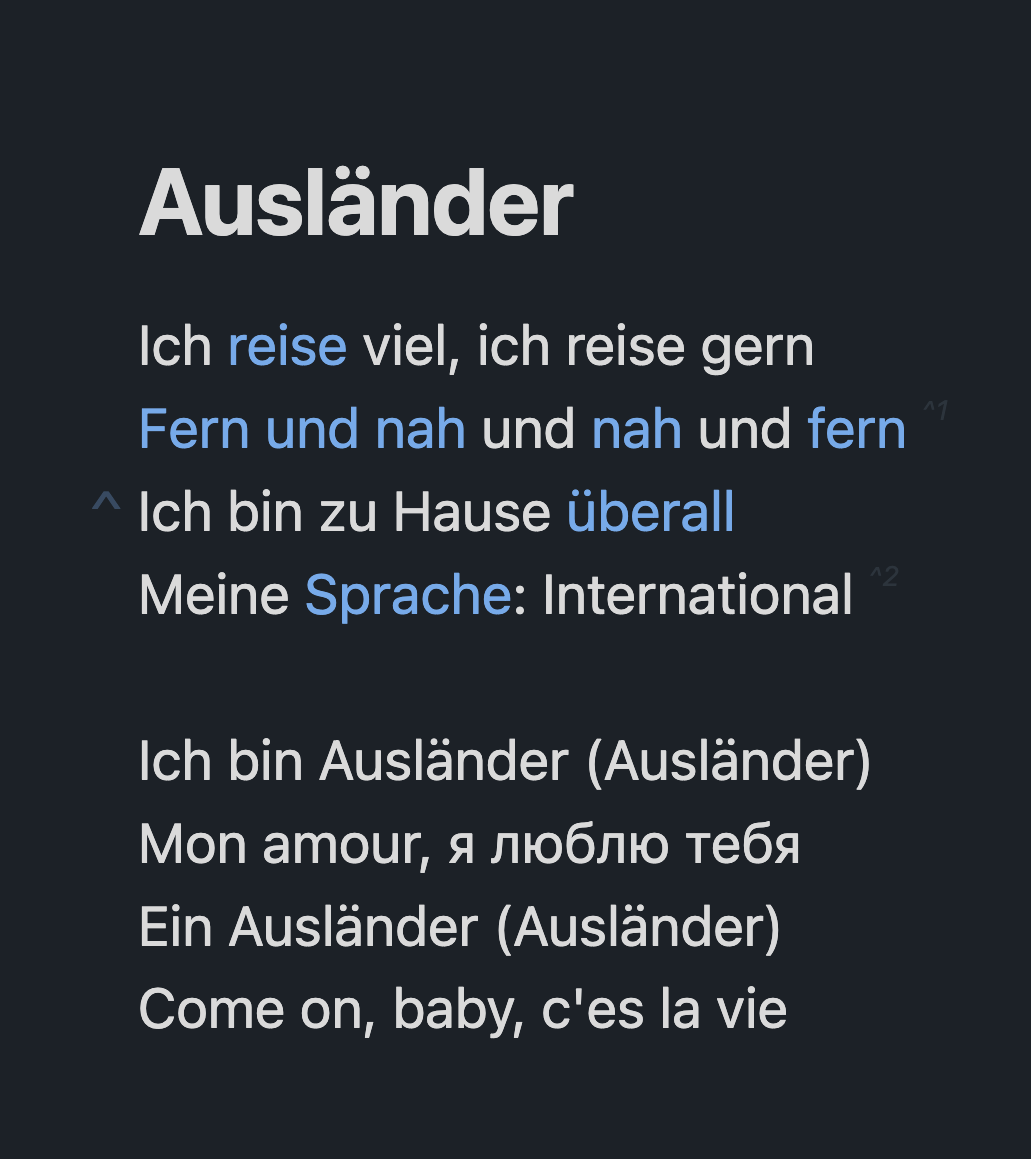 Ausländer
Ich reise viel, ich reise gern
Fern und nah und nah und fern ^1
^ Ich bin zu Hause überall
Meine Sprache: International ^2
Ich bin Ausländer (Ausländer)
Mon amour, я люблю тебя
Ein Ausländer (Ausländer)
Come on, baby, c'es la vie